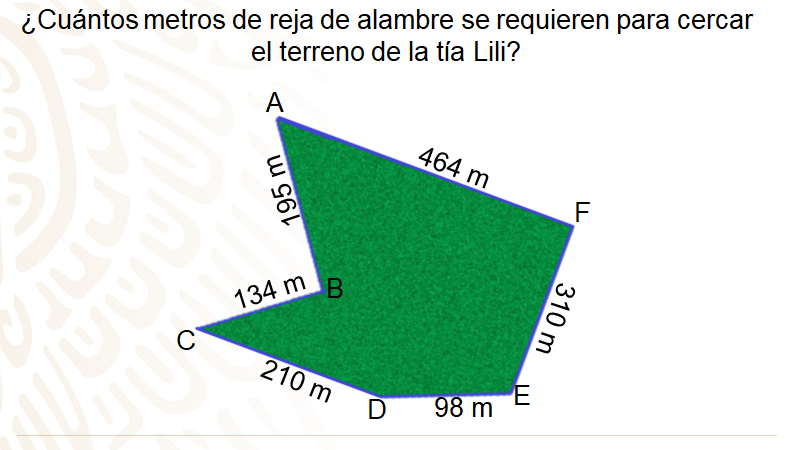 ¿Cuántos metros de reja de alambre se requieren para cercar
el terreno de la tía Lili?
A
464 m
195 m
F
134 m
B
310 m
C
210 m
D
98 m
E